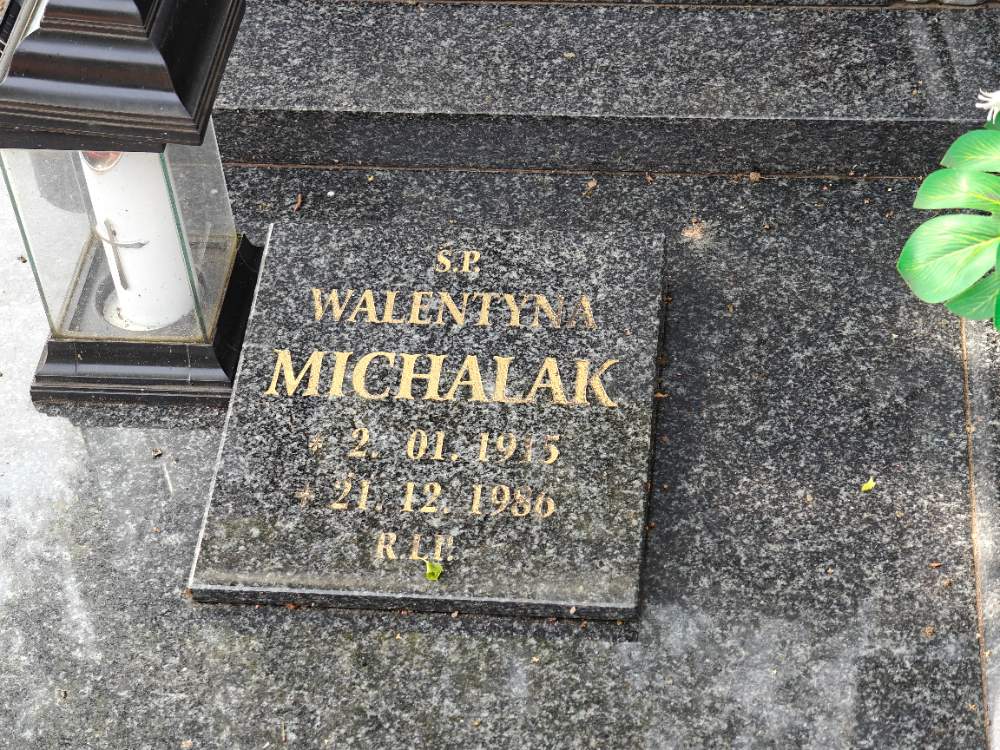 Ś.P.
WALENTYNA
MICHALAK
* 2. 01. 1915
+ 21. 12. 1986
R.I.P.